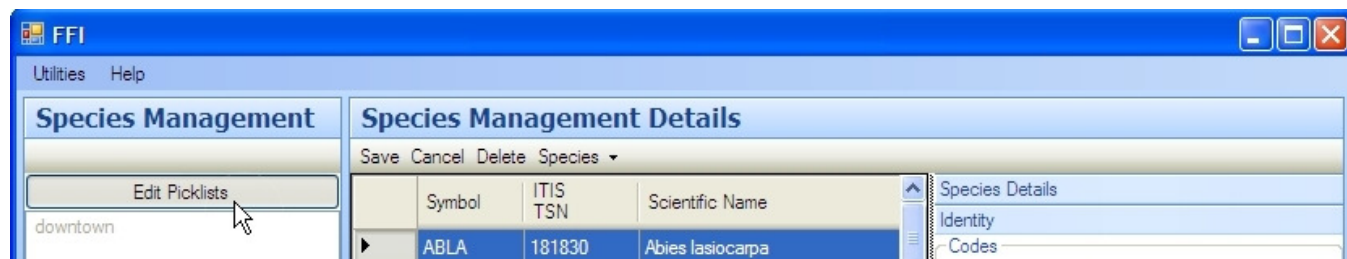 FFI
Utilities Help
Species Management
Species Management Details
Save Cancel Delete Species
Edit Picklists
downtown
Symbol ITIS TSN Scientific Name
ABLA 181830 Abies lasiocarpa
Species Details
Identity
Codes